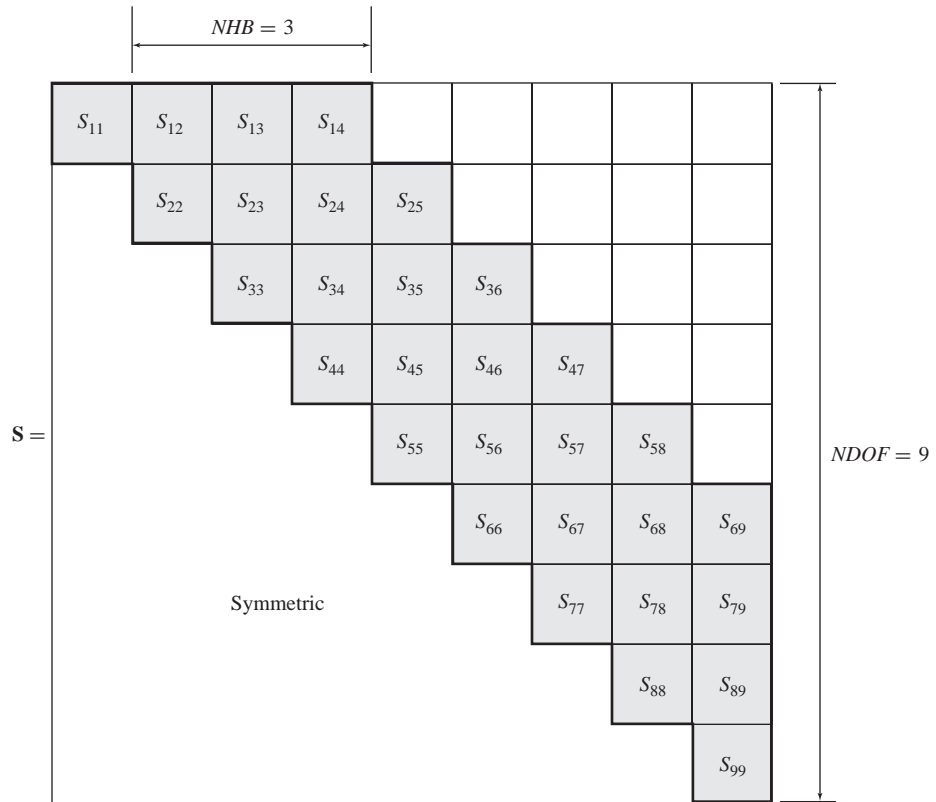 NHB = 3
S11 S12 S13 S14
S22 S23 S24 S25
S33 S34 S35 S36
S44 S45 S46 S47
S =
S55 S56 S57 S58
NDOF = 9
S66 S67 S68 S69
Symmetric
S77 S78 S79
S88 S89
S99